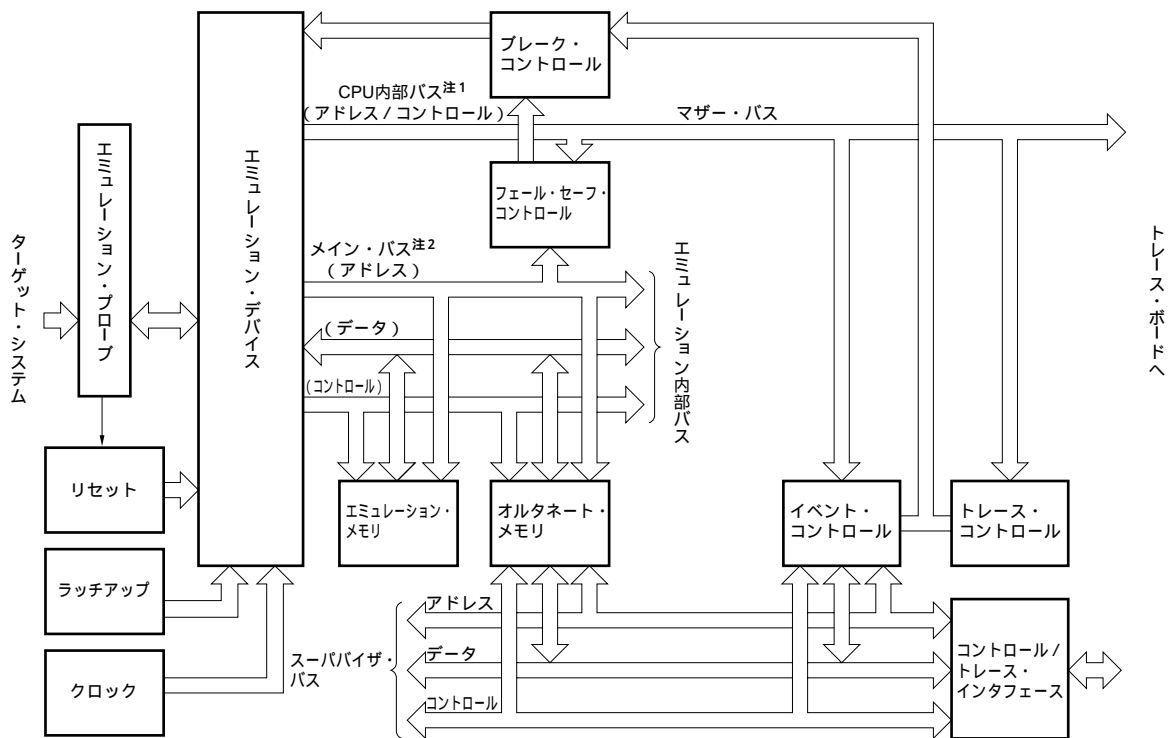 ブレーク・
コントロール
CPU内部バス注1
(アドレス/コントロール)
マザー・バス
エミュレーション・プローブ
エミュレーション・デバイス
フェール・セーフ・
コントロール
ターゲット・システム
メイン・バス注2
(アドレス)
(データ)
(コントロール)
エミュレーション内部バス
トレース・ボードへ
リセット
エミュレーション・
メモリ
オルタネート・
メモリ
イベント・
コントロール
トレース・
コントロール
ラッチアップ
クロック
スーパバイザ・
バス
アドレス
データ
コントロール
コントロール/
トレース・
インタフェース